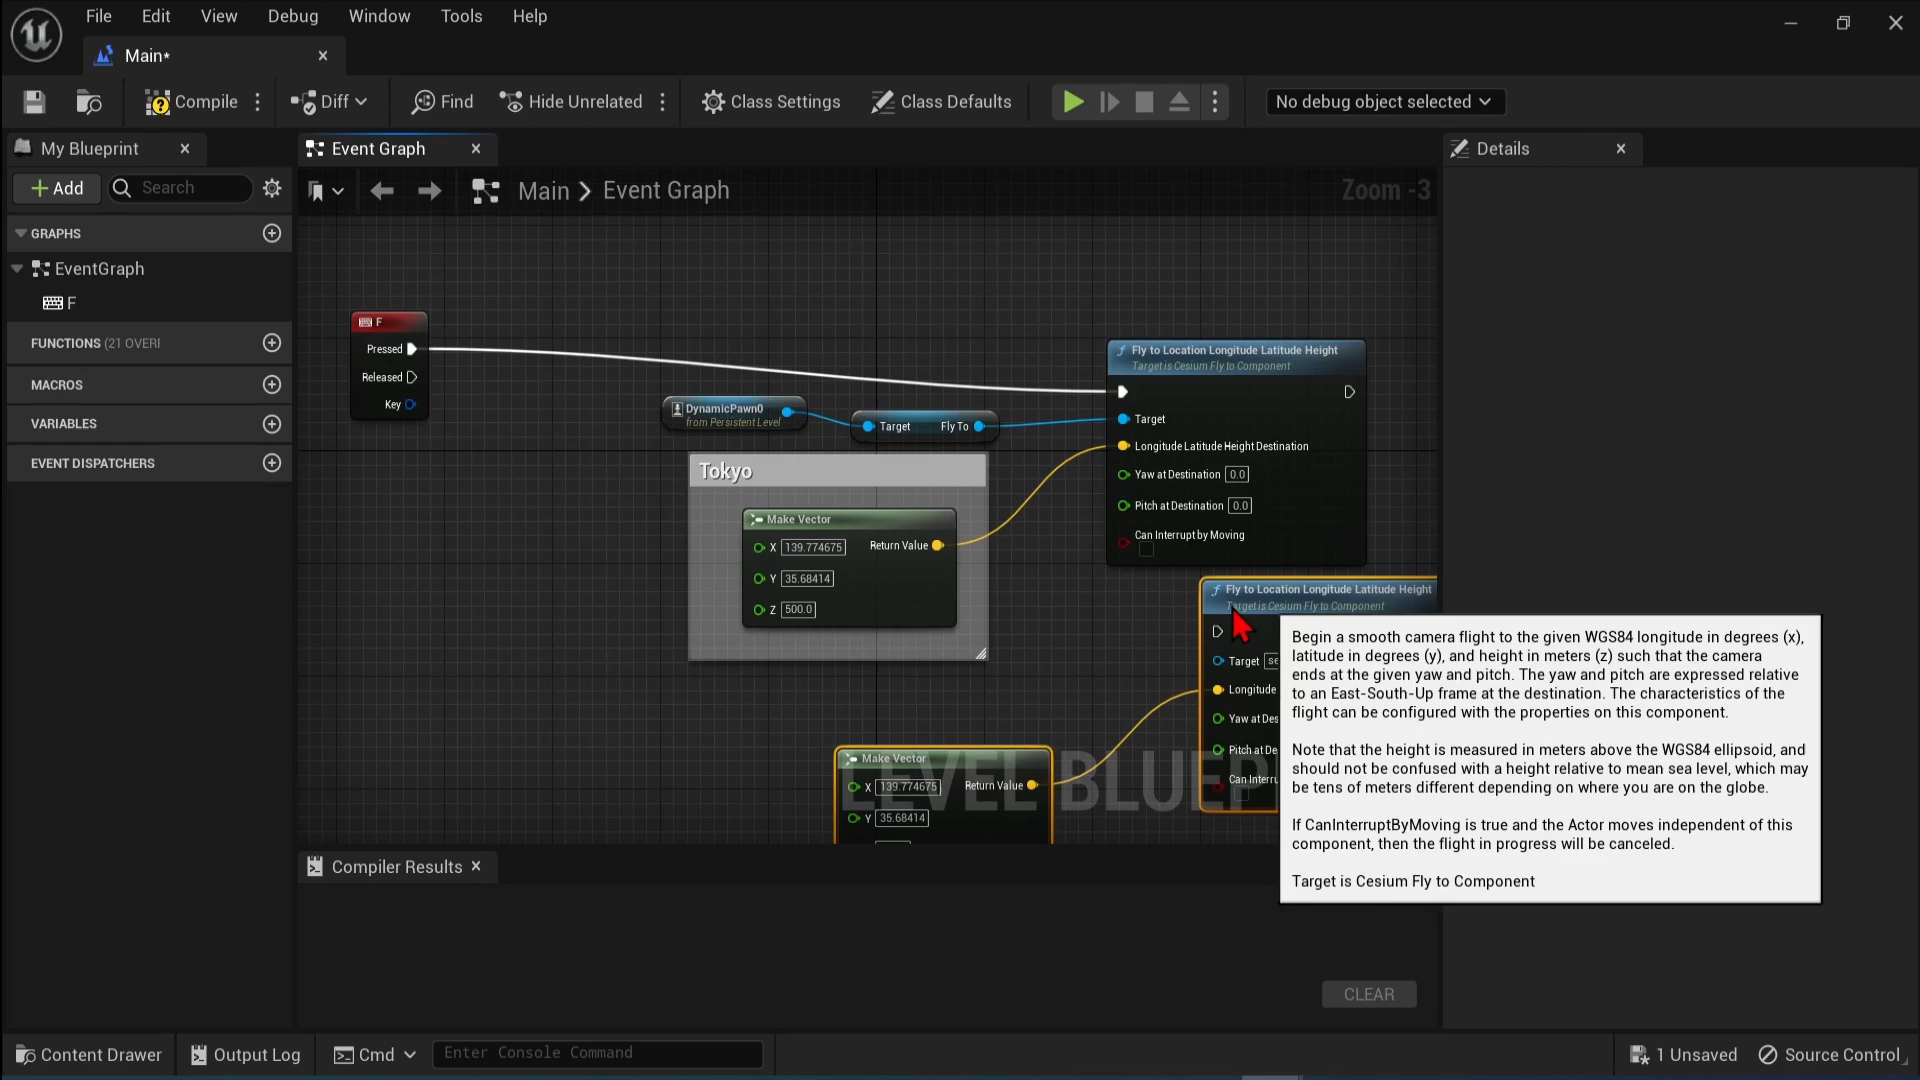 File
Edit
View
Debug
Window
Tools
Help
Main*
Compile
Diff
Find
Hide Unrelated
Class Settings
Class Defaults
No debug object selected
My Blueprint
Event Graph
Details
Add
Search
Main
Event Graph
Zoom -3
GRAPHS
EventGraph
F
FUNCTIONS (21 OVERI
MACROS
VARIABLES
EVENT DISPATCHERS
F
Pressed
Released
Key
DynamicPawn0
from Persistent Level
Target
Fly To
Fly to Location Longitude Latitude Height
Target is Cesium Fly to Component
Target
Longitude Latitude Height Destination
Yaw at Destination 0.0
Pitch at Destination 0.0
Can Interrupt by Moving
Tokyo
Make Vector
X 139.774675
Return Value
Y 35.68414
Z 500.0
Fly to Location Longitude Latitude Height
Target is Cesium Fly to Component
Target
Longitude
Yaw at Des
Pitch at De
Can Interru
Make Vector
X 139.774675
Return Value
Y 35.68414
LEVEL BLUEP
Begin a smooth camera flight to the given WGS84 longitude in degrees (x),
latitude in degrees (y), and height in meters (z) such that the camera
ends at the given yaw and pitch. The yaw and pitch are expressed relative
to an East-South-Up frame at the destination. The characteristics of the
flight can be configured with the properties on this component.
Note that the height is measured in meters above the WGS84 ellipsoid, and
should not be confused with a height relative to mean sea level, which may
be tens of meters different depending on where you are on the globe.
If CanInterruptByMoving is true and the Actor moves independent of this
component, then the flight in progress will be canceled.
Target is Cesium Fly to Component
Compiler Results
CLEAR
Content Drawer
Output Log
Cmd
Enter Console Command
1 Unsaved
Source Control